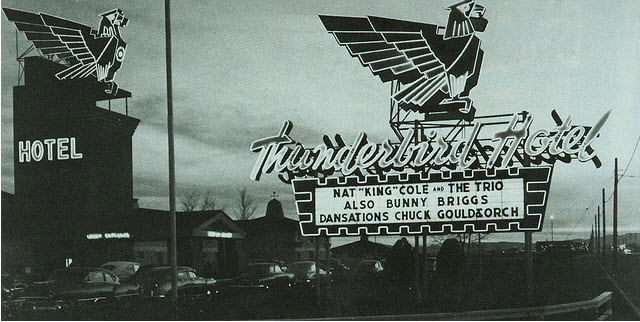 HOTEL
Thunderbird Hotel
NAT "KING" COLE AND THE TRIO
ALSO BUNNY BRIGGS
DANSATIONS CHUCK GOULD&ORCH